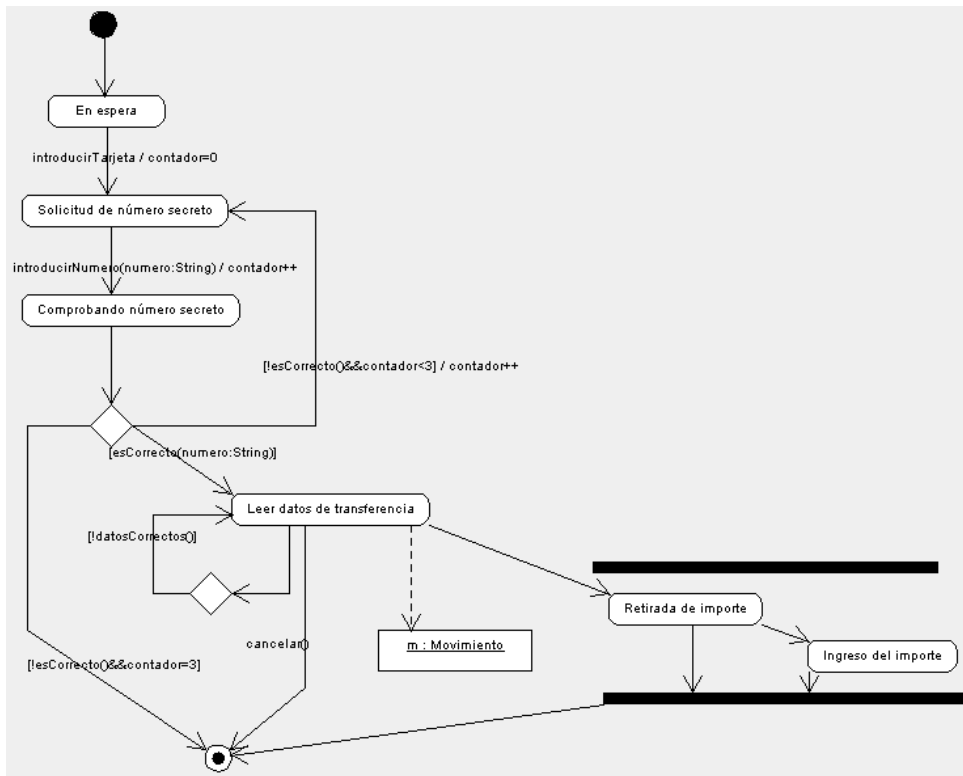 En espera
introducirTarjeta / contador=0
Solicitud de número secreto
introducirNumero(numero:String) / contador++
Comprobando número secreto
[!esCorrecto()&&contador<3] / contador++
[esCorrecto(numero:String)]
Leer datos de transferencia
[!datosCorrectos()]
Retirada de importe
cancelar()
m : Movimiento
Ingreso del importe
[!esCorrecto()&&contador=3]